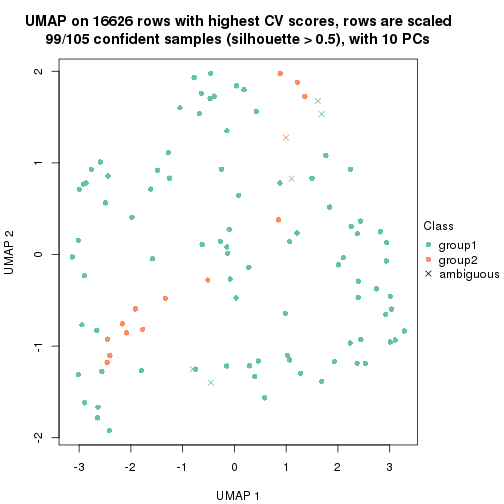 UMAP on 16626 rows with highest CV scores, rows are scaled
99/105 confident samples (silhouette > 0.5), with 10 PCs
2
1
0
-1
-2
UMAP 2
-3
-2
-1
0
1
2
3
UMAP 1
Class
group1
group2
ambiguous